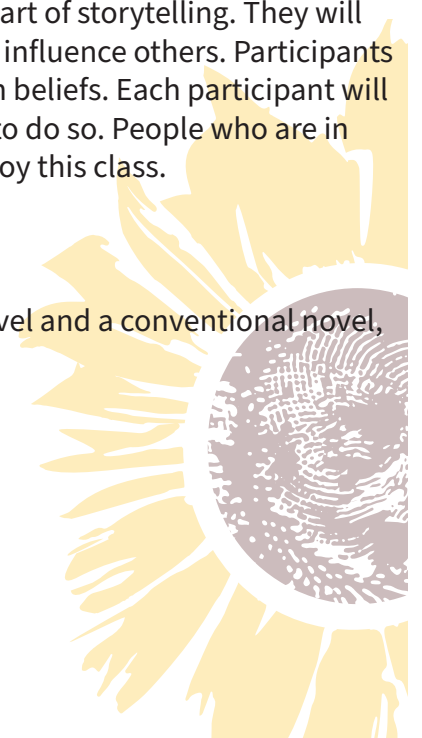 art of storytelling. They will
influence others. Participants
beliefs. Each participant will
to do so. People who are in
oy this class.
vel and a conventional novel,